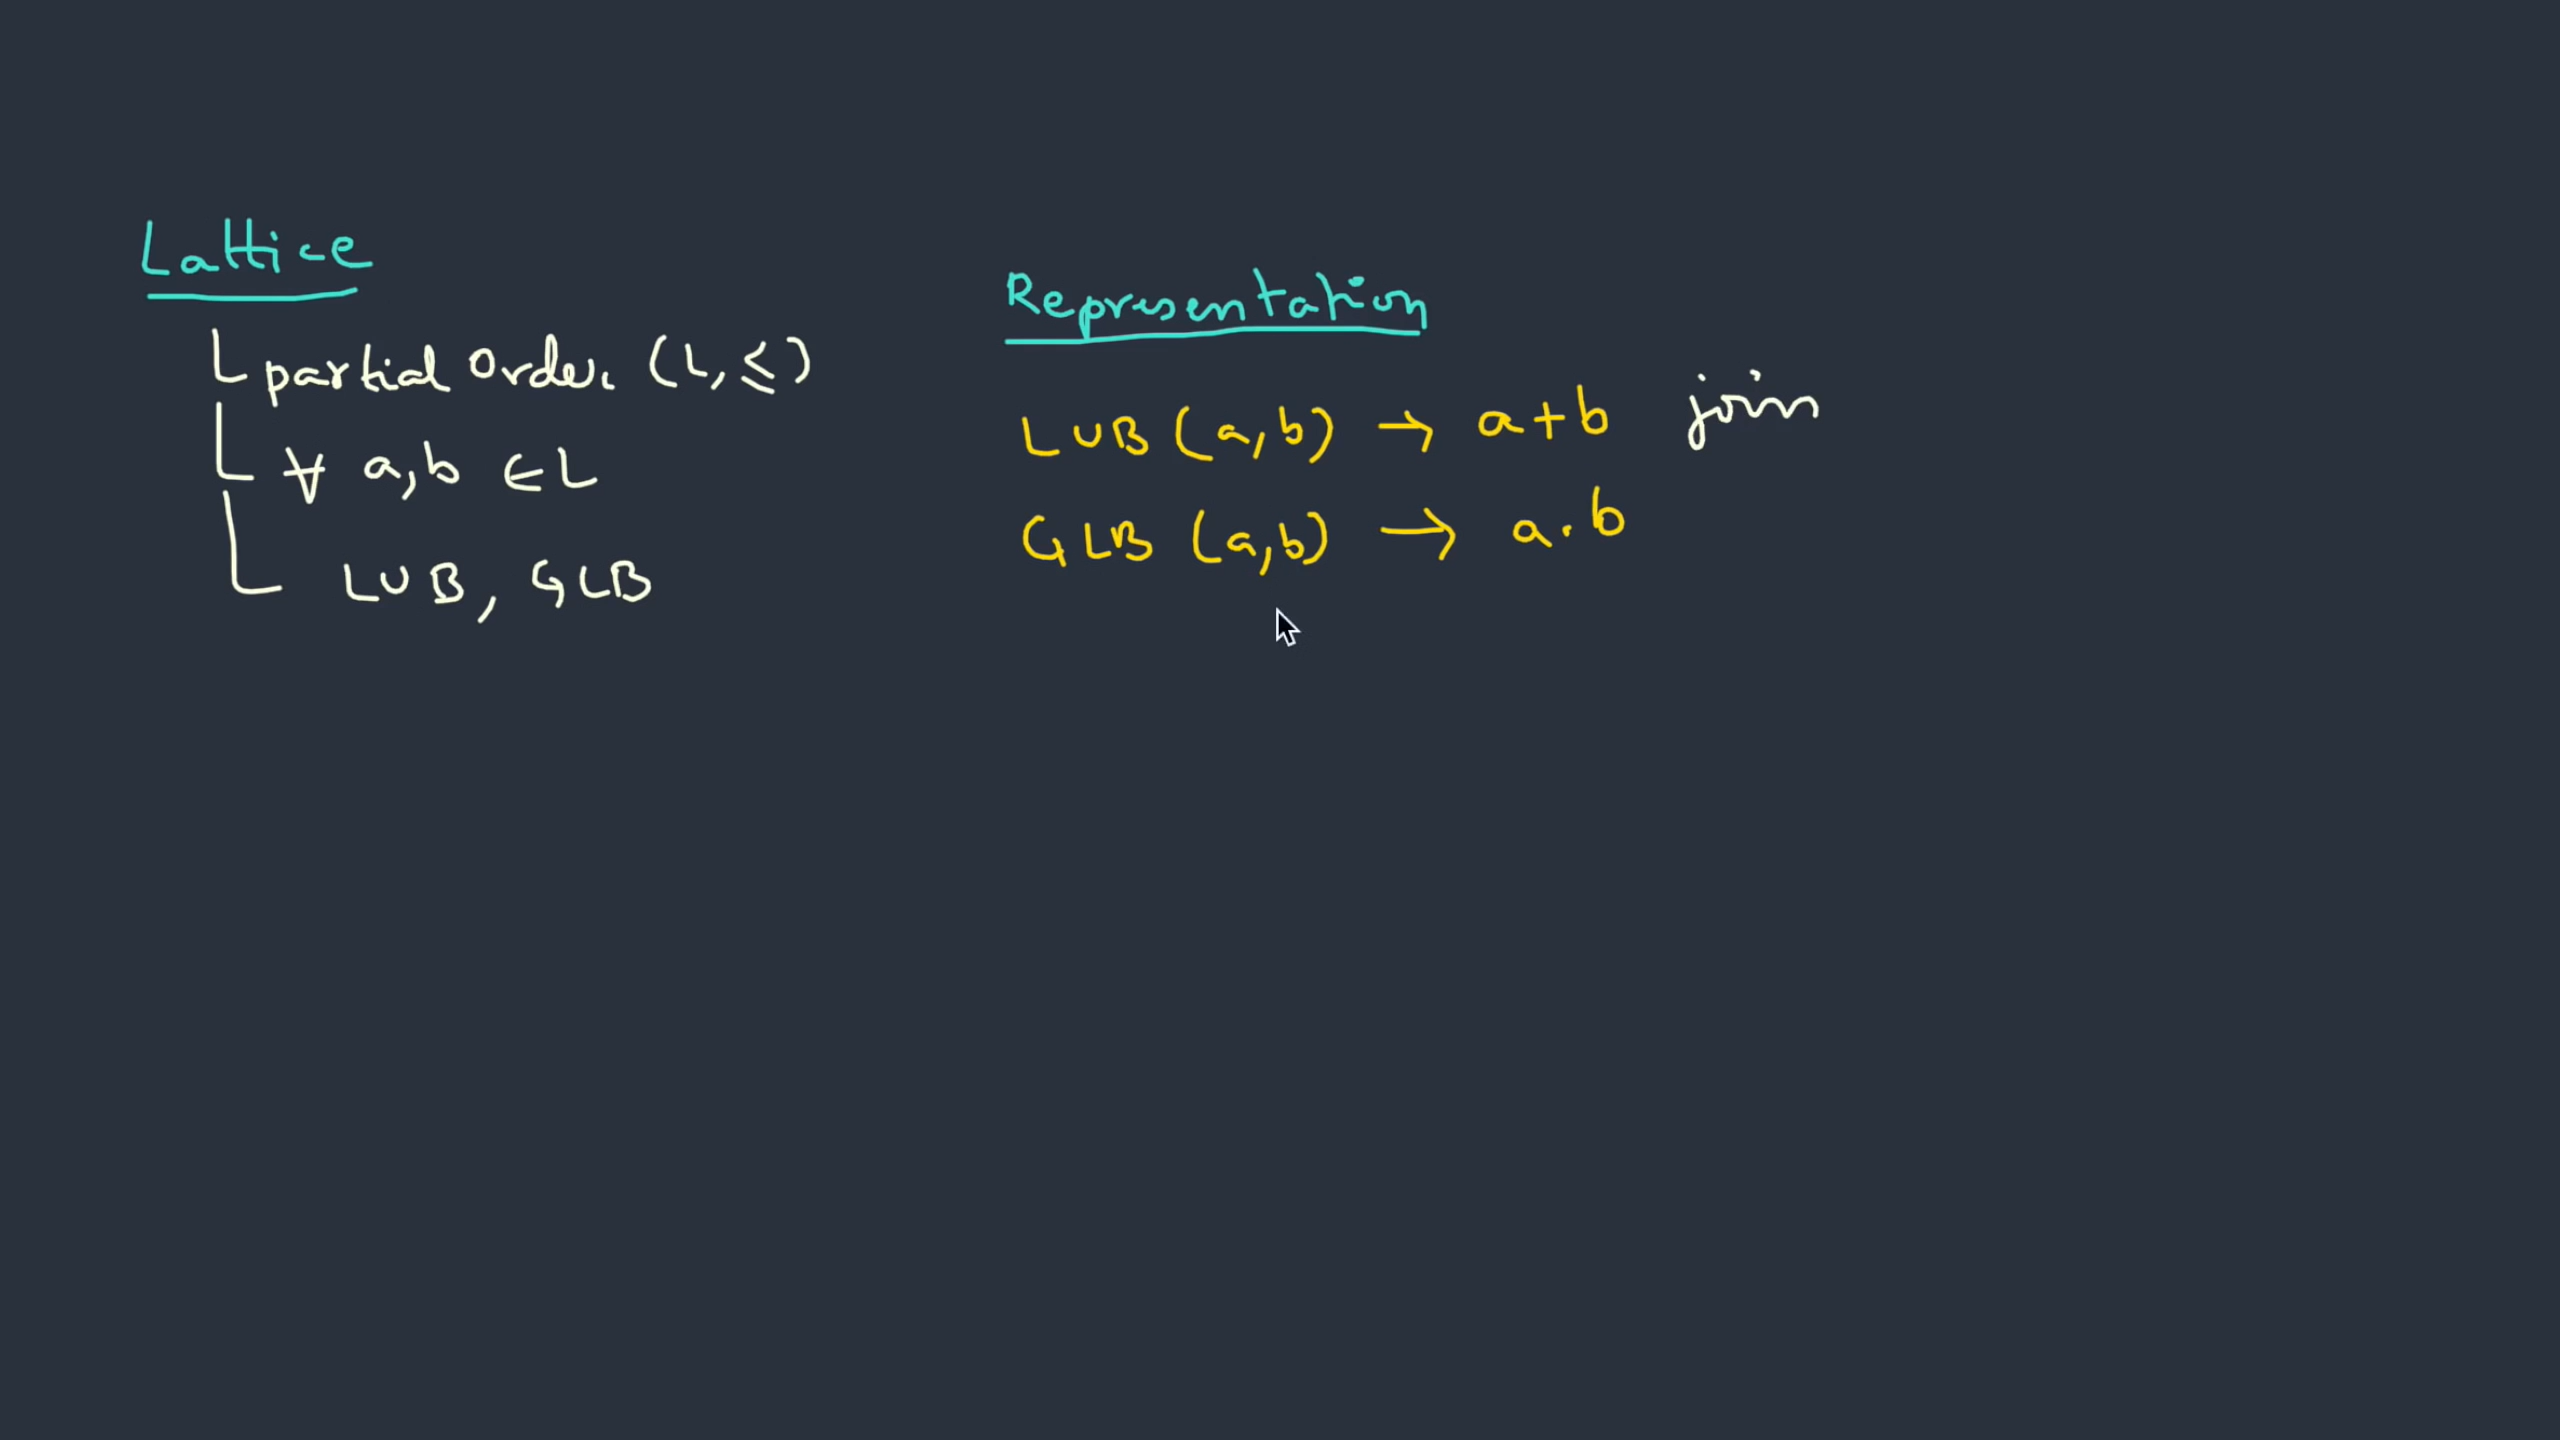 Lattice
partial Order (L, ≤)
∀ a,b ∈ L
LUB, GLB
Representation
LUB (a,b) → a+b join
GLB (a,b) → a.b